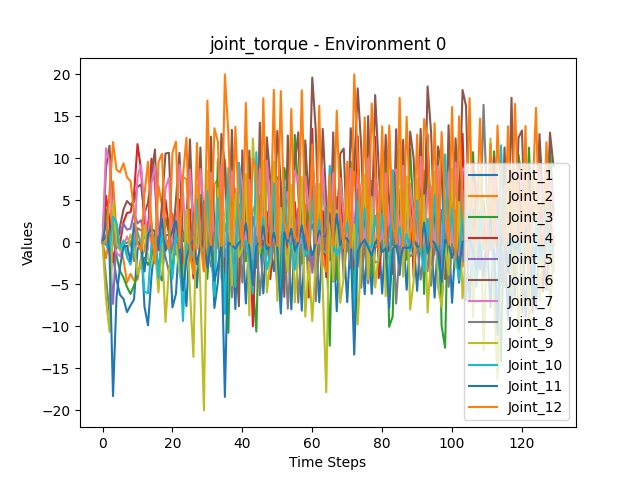 joint_torque - Environment 0
Values
20
15
10
5
0
−5
−10
−15
−20
0
20
40
60
80
100
120
Time Steps
Joint_1
Joint_2
Joint_3
Joint_4
Joint_5
Joint_6
Joint_7
Joint_8
Joint_9
Joint_10
Joint_11
Joint_12